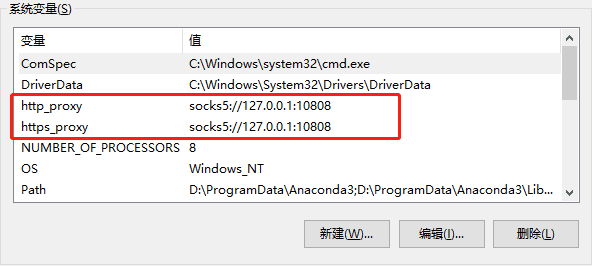 系统变量(S)
变量 值
ComSpec C:\Windows\system32\cmd.exe
DriverData C:\Windows\System32\Drivers\DriverData
http_proxy socks5://127.0.0.1:10808
https_proxy socks5://127.0.0.1:10808
NUMBER_OF_PROCESSORS 8
OS Windows_NT
Path D:\ProgramData\Anaconda3;D:\ProgramData\Anaconda3\Lib...
新建(W)... 编辑(I)... 删除(L)